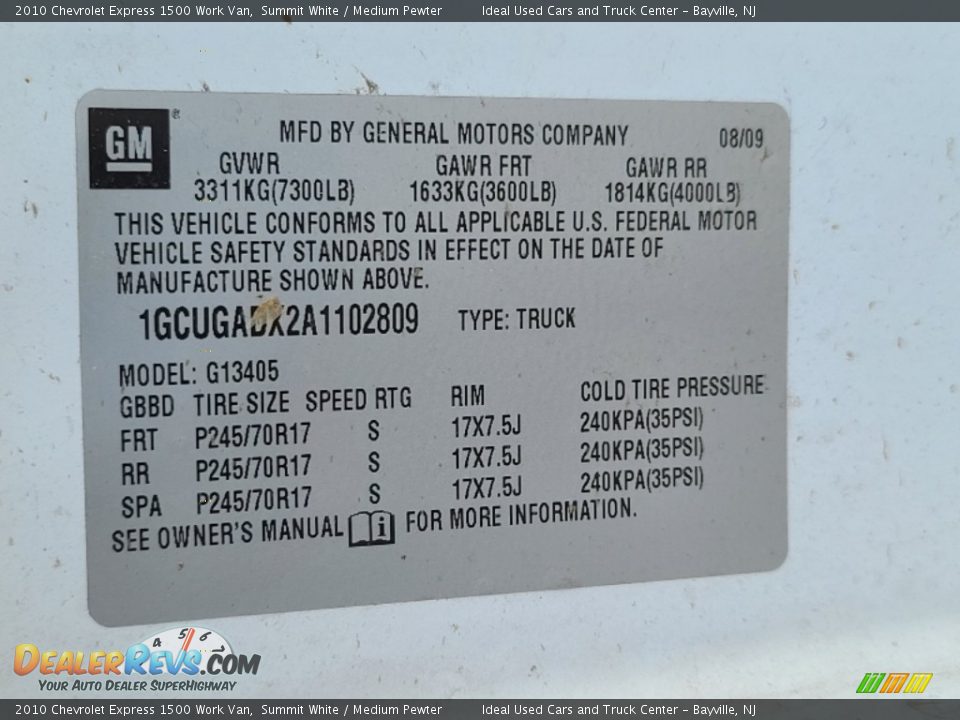 2010 Chevrolet Express 1500 Work Van, Summit White / Medium Pewter Ideal Used Cars and Truck Center - Bayville, NJ
GM ®
MFD BY GENERAL MOTORS COMPANY 08/09
GVWR GAWR FRT GAWR RR
3311KG(7300LB) 1633KG(3600LB) 1814KG(4000LB)
THIS VEHICLE CONFORMS TO ALL APPLICABLE U.S. FEDERAL MOTOR
VEHICLE SAFETY STANDARDS IN EFFECT ON THE DATE OF
MANUFACTURE SHOWN ABOVE.
1GCUGADX2A1102809 TYPE: TRUCK
MODEL: G13405
GBBD TIRE SIZE SPEED RTG RIM COLD TIRE PRESSURE
FRT P245/70R17 S 17X7.5J 240KPA(35PSI)
RR P245/70R17 S 17X7.5J 240KPA(35PSI)
SPA P245/70R17 S 17X7.5J 240KPA(35PSI)
SEE OWNER'S MANUAL i FOR MORE INFORMATION.
4 5 6 7
DEALERREVS.COM
YOUR AUTO DEALER SUPERHIGHWAY
2010 Chevrolet Express 1500 Work Van, Summit White / Medium Pewter Ideal Used Cars and Truck Center - Bayville, NJ